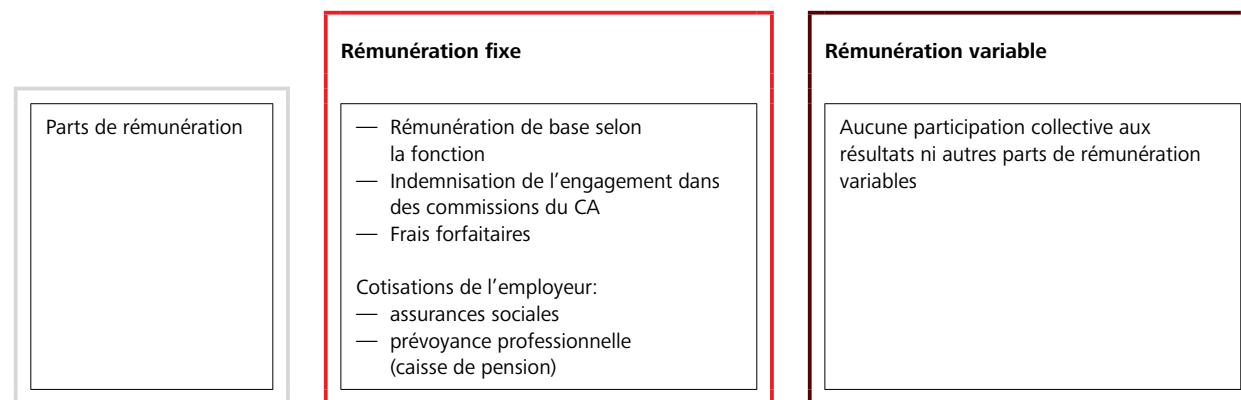 Rémunération fixe
Rémunération variable
Parts de rémunération
— Rémunération de base selon
la fonction
— Indemnisation de l'engagement dans
des commissions du CA
— Frais forfaitaires
Cotisations de l'employeur:
— assurances sociales
— prévoyance professionnelle
(caisse de pension)
Aucune participation collective aux
résultats ni autres parts de rémunération
variables